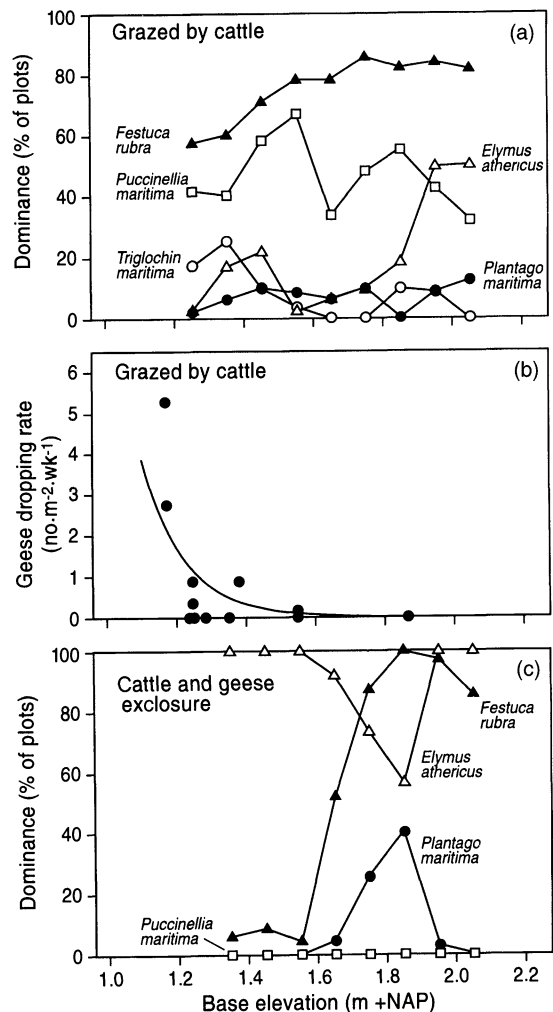 Grazed by cattle
(a)
Dominance (% of plots)
100
80
60
40
20
0
Festuca
rubra
Puccinellia
maritima
Triglochin
maritima
Elymus
athericus
Plantago
maritima
Grazed by cattle
(b)
Geese dropping rate
(no·m-2·wk-1)
6
5
4
3
2
1
0
Cattle and geese
exclosure
(c)
Dominance (% of plots)
100
80
60
40
20
0
Festuca
rubra
Elymus
athericus
Plantago
maritima
Puccinellia
maritima
1.0 1.2 1.4 1.6 1.8 2.0 2.2
Base elevation (m +NAP)